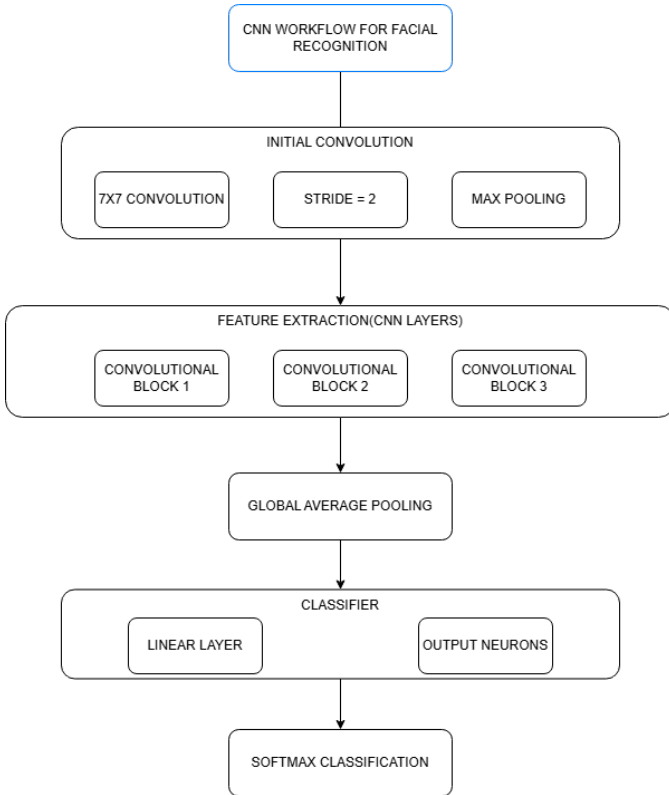 CNN WORKFLOW FOR FACIAL
RECOGNITION
INITIAL CONVOLUTION
7X7 CONVOLUTION
STRIDE = 2
MAX POOLING
FEATURE EXTRACTION(CNN LAYERS)
CONVOLUTIONAL
BLOCK 1
CONVOLUTIONAL
BLOCK 2
CONVOLUTIONAL
BLOCK 3
GLOBAL AVERAGE POOLING
CLASSIFIER
LINEAR LAYER
OUTPUT NEURONS
SOFTMAX CLASSIFICATION